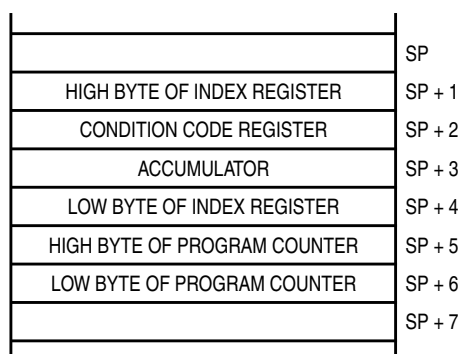 SP
HIGH BYTE OF INDEX REGISTER SP + 1
CONDITION CODE REGISTER SP + 2
ACCUMULATOR SP + 3
LOW BYTE OF INDEX REGISTER SP + 4
HIGH BYTE OF PROGRAM COUNTER SP + 5
LOW BYTE OF PROGRAM COUNTER SP + 6
SP + 7